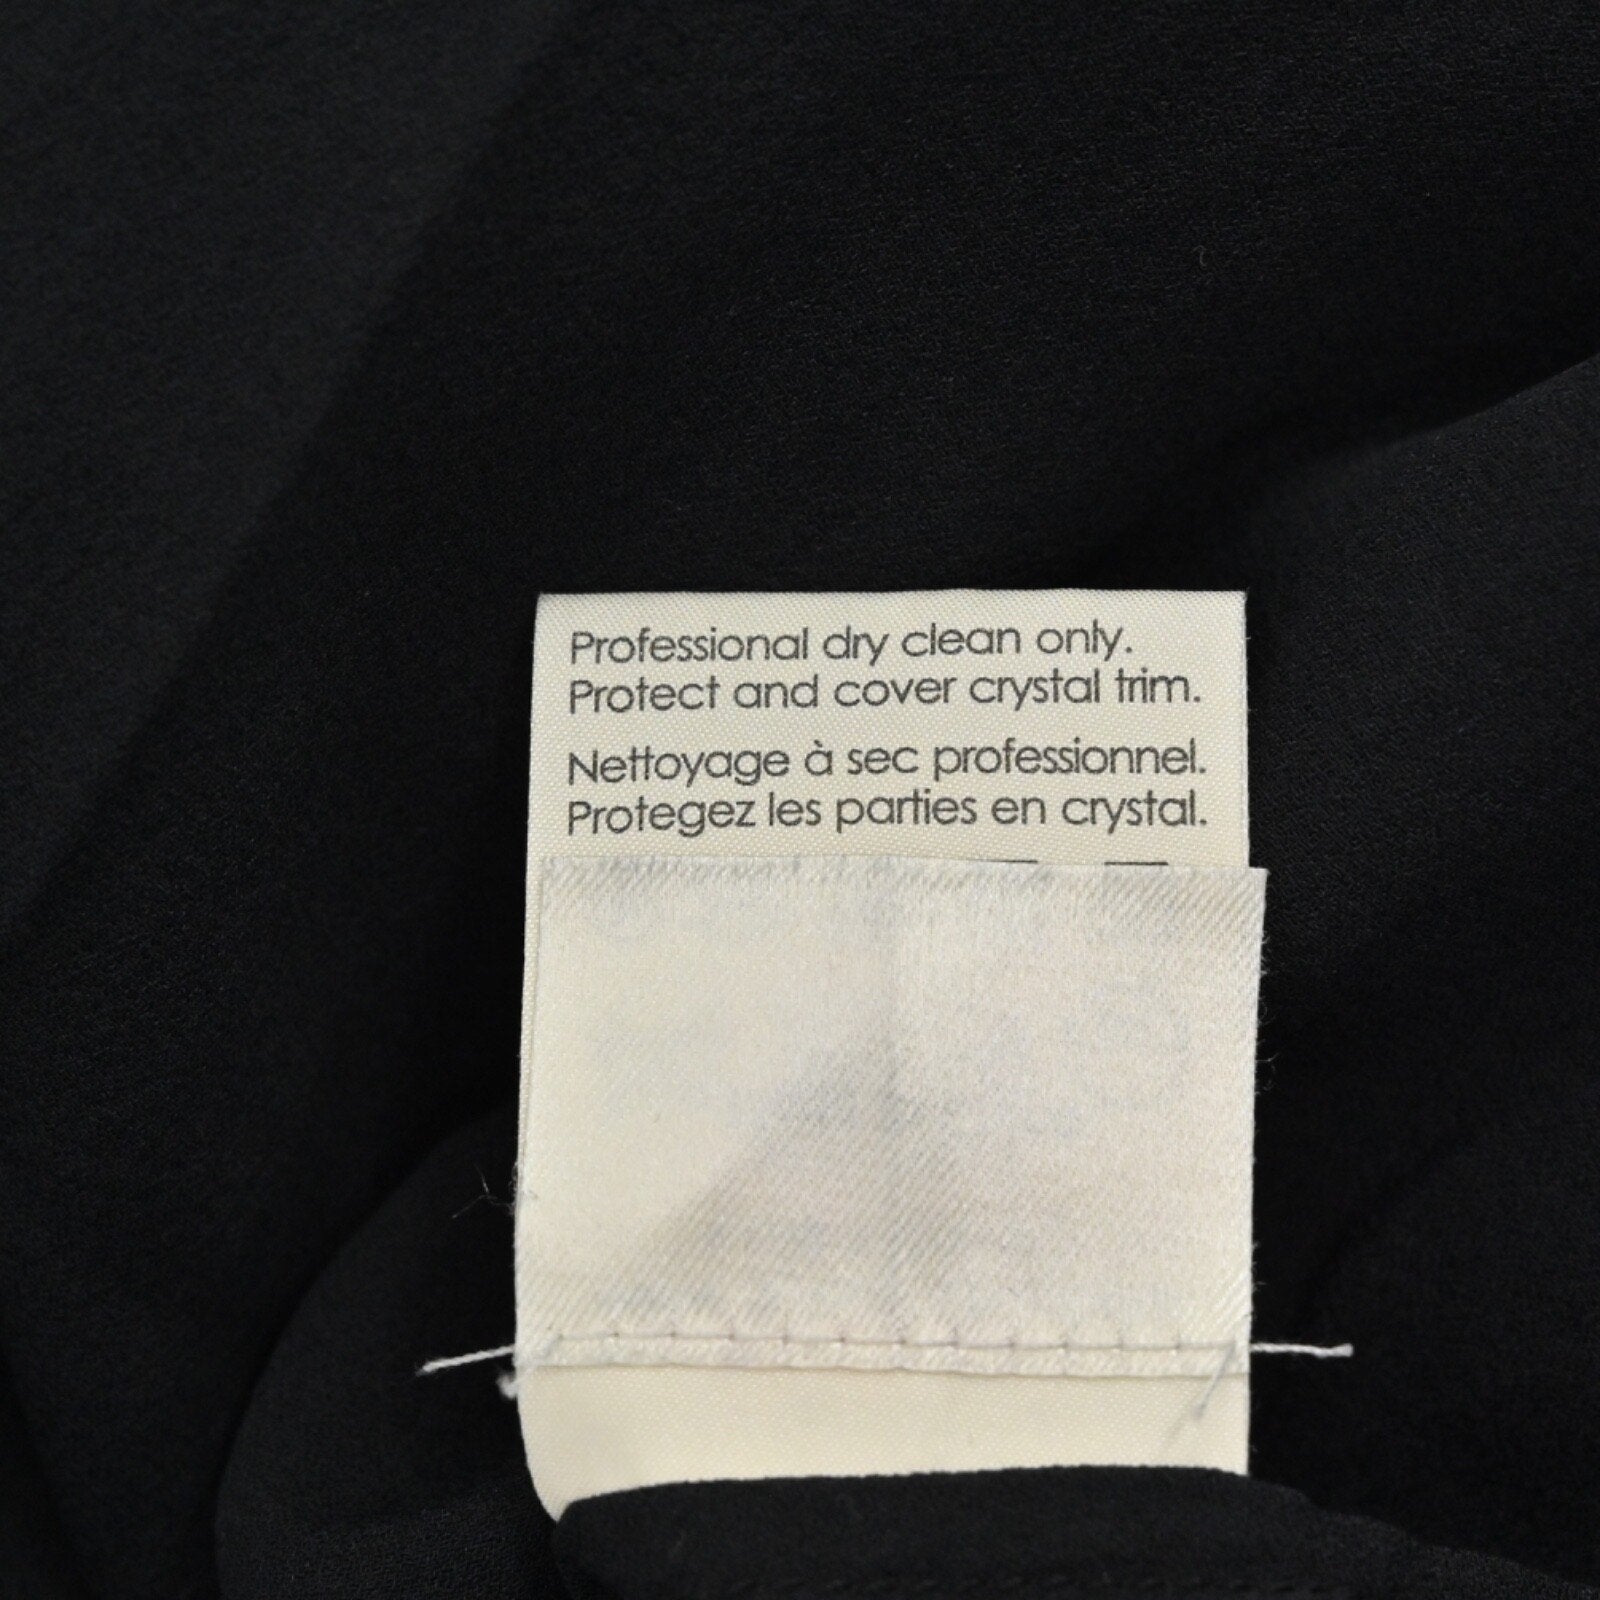 Professional dry clean only.
Protect and cover crystal trim.
Nettoyage à sec professionnel.
Protegez les parties en crystal.